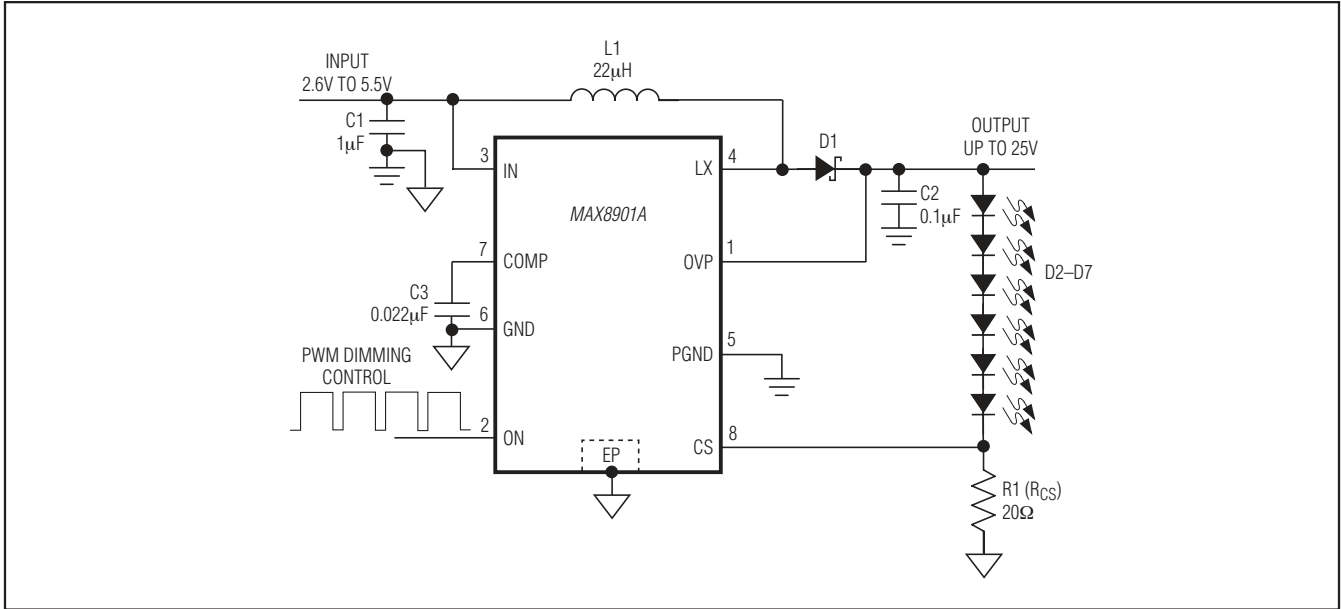 INPUT
2.6V TO 5.5V
L1
22μH
C1
1μF
3
IN
LX
4
D1
OUTPUT
UP TO 25V
MAX8901A
C2
0.1μF
7
COMP
OVP
1
D2–D7
C3
0.022μF
6
GND
PGND
5
PWM DIMMING
CONTROL
2
ON
EP
CS
8
R1 (RCS)
20Ω